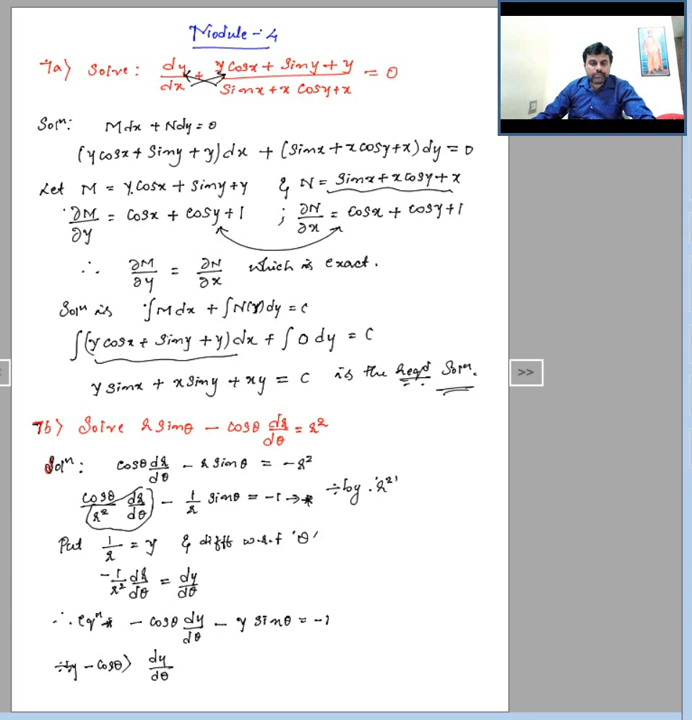 Module - 4
7a) Solve : dy/dx + (y cosx + siny + y)/(sinx + x cosy + x) = 0
Solⁿ: Mdx + Ndy = 0
(y cosx + siny + y)dx + (sinx + x cosy + x)dy = 0
Let M = y cosx + siny + y & N = sinx + x cosy + x
∂M/∂y = cosx + cosy + 1 ; ∂N/∂x = cosx + cosy + 1
∴ ∂M/∂y = ∂N/∂x which is exact.
Solⁿ is ∫Mdx + ∫N(y)dy = c
∫(y cosx + siny + y)dx + ∫0 dy = c
y sinx + x siny + xy = c is the reqd Solⁿ.
7b) Solve r sinθ - cosθ dr/dθ = r²
Solⁿ: cosθ dr/dθ - r sinθ = -r²
cosθ/r² dr/dθ - 1/r sinθ = -1 → * ÷by 'r²'
Put 1/r = y & diff w.r.t 'θ'
-1/r² dr/dθ = dy/dθ
∴ eqⁿ * - cosθ dy/dθ - y sinθ = -1
÷by - cosθ) dy/dθ
>>